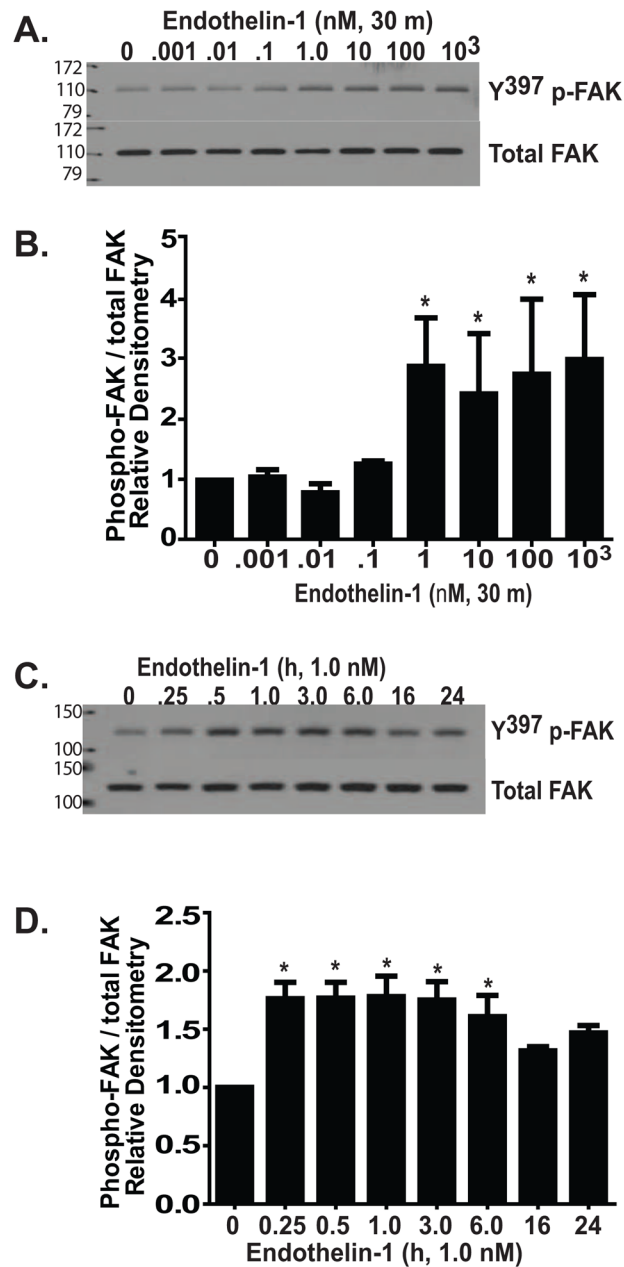 A.
Endothelin-1 (nM, 30 m)
0 .001 .01 .1 1.0 10 100 10³
172
110
79
Y³⁹⁷ p-FAK
172
110
79
Total FAK
B.
Phospho-FAK / total FAK
Relative Densitometry
5
4
3
2
1
0
* * * *
0 .001 .01 .1 1 10 100 10³
Endothelin-1 (nM, 30 m)
C.
Endothelin-1 (h, 1.0 nM)
0 .25 .5 1.0 3.0 6.0 16 24
150
100
Y³⁹⁷ p-FAK
150
100
Total FAK
D.
Phospho-FAK / total FAK
Relative Densitometry
2.5
2.0
1.5
1.0
0.5
0.0
* * * * *
0 0.25 0.5 1.0 3.0 6.0 16 24
Endothelin-1 (h, 1.0 nM)